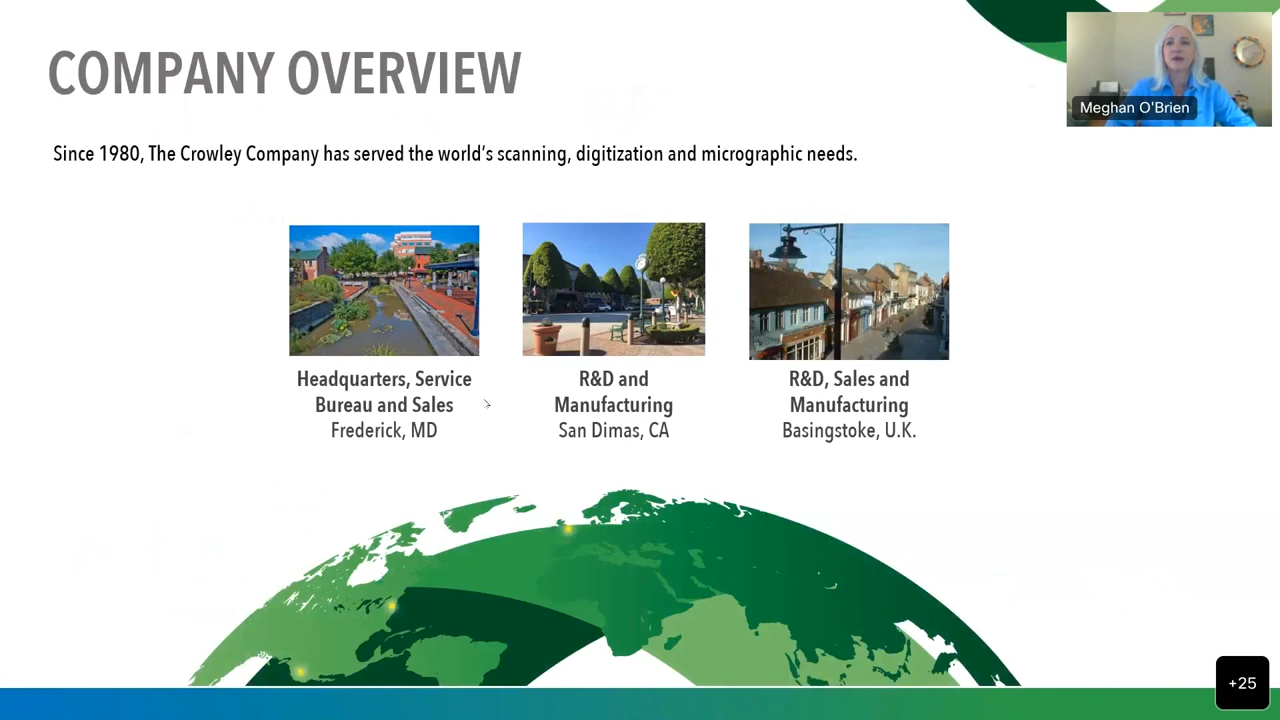 COMPANY OVERVIEW
Meghan O'Brien
Since 1980, The Crowley Company has served the world's scanning, digitization and micrographic needs.
Headquarters, Service
Bureau and Sales
Frederick, MD
R&D and
Manufacturing
San Dimas, CA
R&D, Sales and
Manufacturing
Basingstoke, U.K.
+25